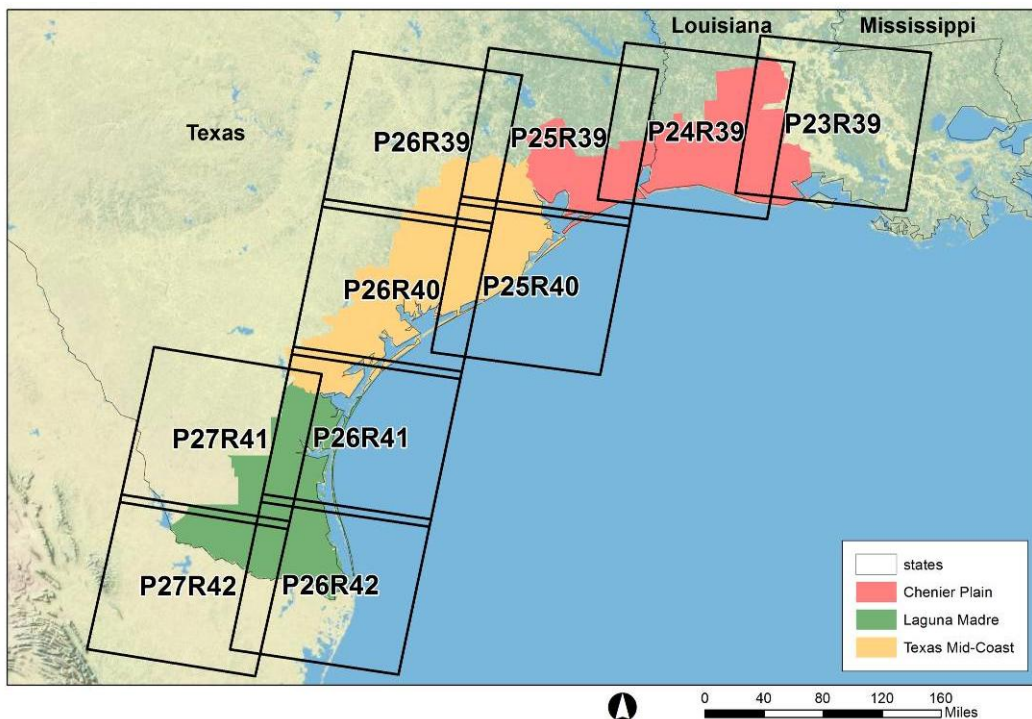 Louisiana
Mississippi
Texas
P26R39
P25R39
P24R39
P23R39
P26R40
P25R40
P27R41
P26R41
P27R42
P26R42
states
Chenier Plain
Laguna Madre
Texas Mid-Coast
0 40 80 120 160
Miles